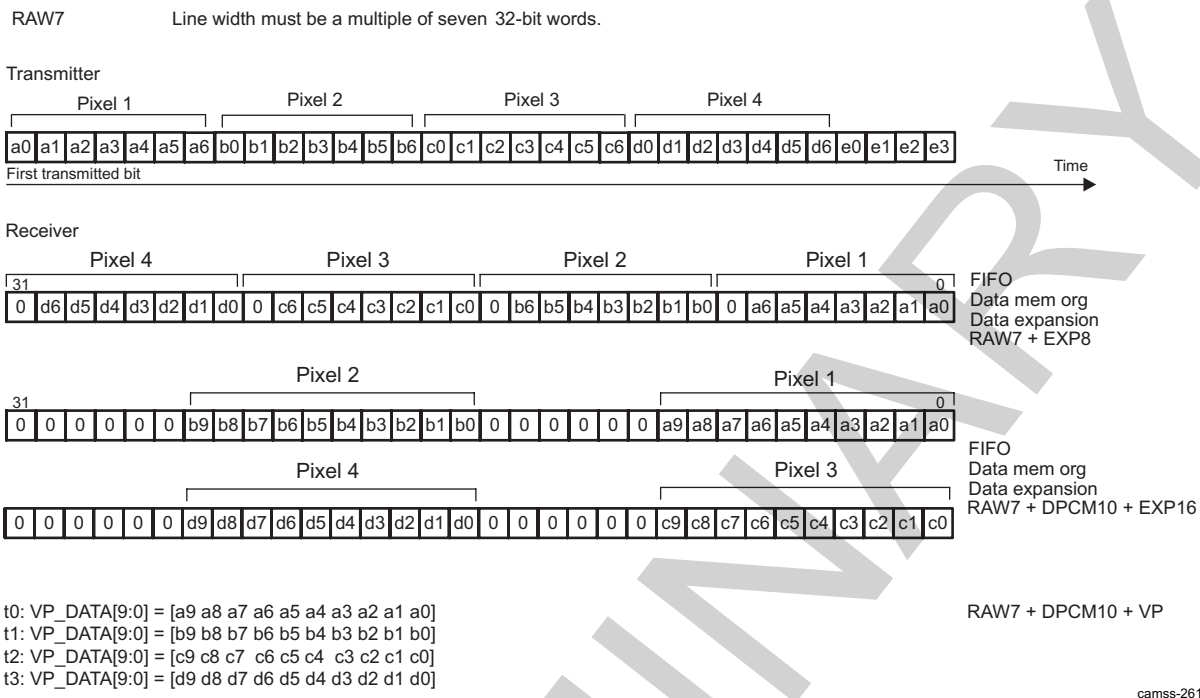 RAW7 Line width must be a multiple of seven 32-bit words.
Transmitter
Pixel 1 Pixel 2 Pixel 3 Pixel 4
a0 a1 a2 a3 a4 a5 a6 b0 b1 b2 b3 b4 b5 b6 c0 c1 c2 c3 c4 c5 c6 d0 d1 d2 d3 d4 d5 d6 e0 e1 e2 e3
First transmitted bit Time
Receiver
Pixel 4 Pixel 3 Pixel 2 Pixel 1
31 0
0 d6 d5 d4 d3 d2 d1 d0 0 c6 c5 c4 c3 c2 c1 c0 0 b6 b5 b4 b3 b2 b1 b0 0 a6 a5 a4 a3 a2 a1 a0
FIFO
Data mem org
Data expansion
RAW7 + EXP8
Pixel 2 Pixel 1
31 0
0 0 0 0 0 0 b9 b8 b7 b6 b5 b4 b3 b2 b1 b0 0 0 0 0 0 0 a9 a8 a7 a6 a5 a4 a3 a2 a1 a0
Pixel 4 Pixel 3
0 0 0 0 0 0 d9 d8 d7 d6 d5 d4 d3 d2 d1 d0 0 0 0 0 0 0 c9 c8 c7 c6 c5 c4 c3 c2 c1 c0
FIFO
Data mem org
Data expansion
RAW7 + DPCM10 + EXP16
t0: VP_DATA[9:0] = [a9 a8 a7 a6 a5 a4 a3 a2 a1 a0] RAW7 + DPCM10 + VP
t1: VP_DATA[9:0] = [b9 b8 b7 b6 b5 b4 b3 b2 b1 b0]
t2: VP_DATA[9:0] = [c9 c8 c7 c6 c5 c4 c3 c2 c1 c0]
t3: VP_DATA[9:0] = [d9 d8 d7 d6 d5 d4 d3 d2 d1 d0]
camss-261